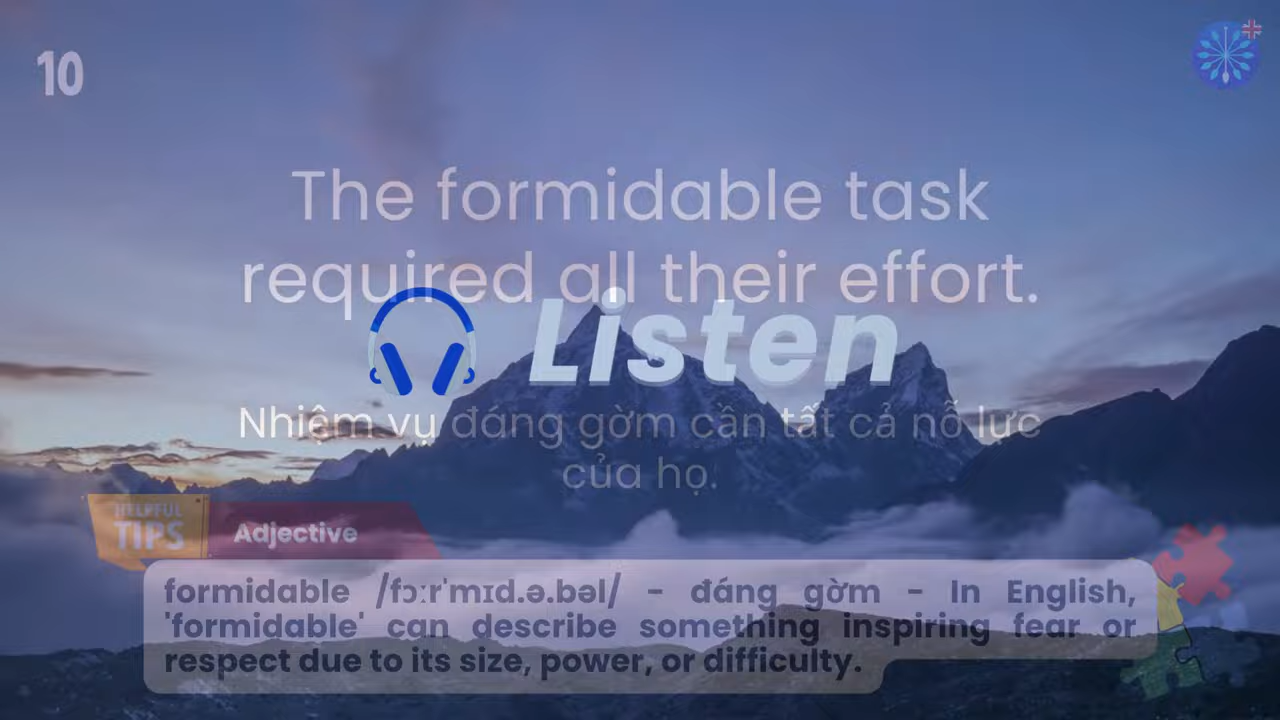 10
The formidable task
required all their effort.
Listen
Nhiệm vụ đáng gờm cần tất cả nỗ lực
của họ.
HELPFUL
TIPS
Adjective
formidable /fɔːrˈmɪd.ə.bəl/ - đáng gờm - In English,
'formidable' can describe something inspiring fear or
respect due to its size, power, or difficulty.